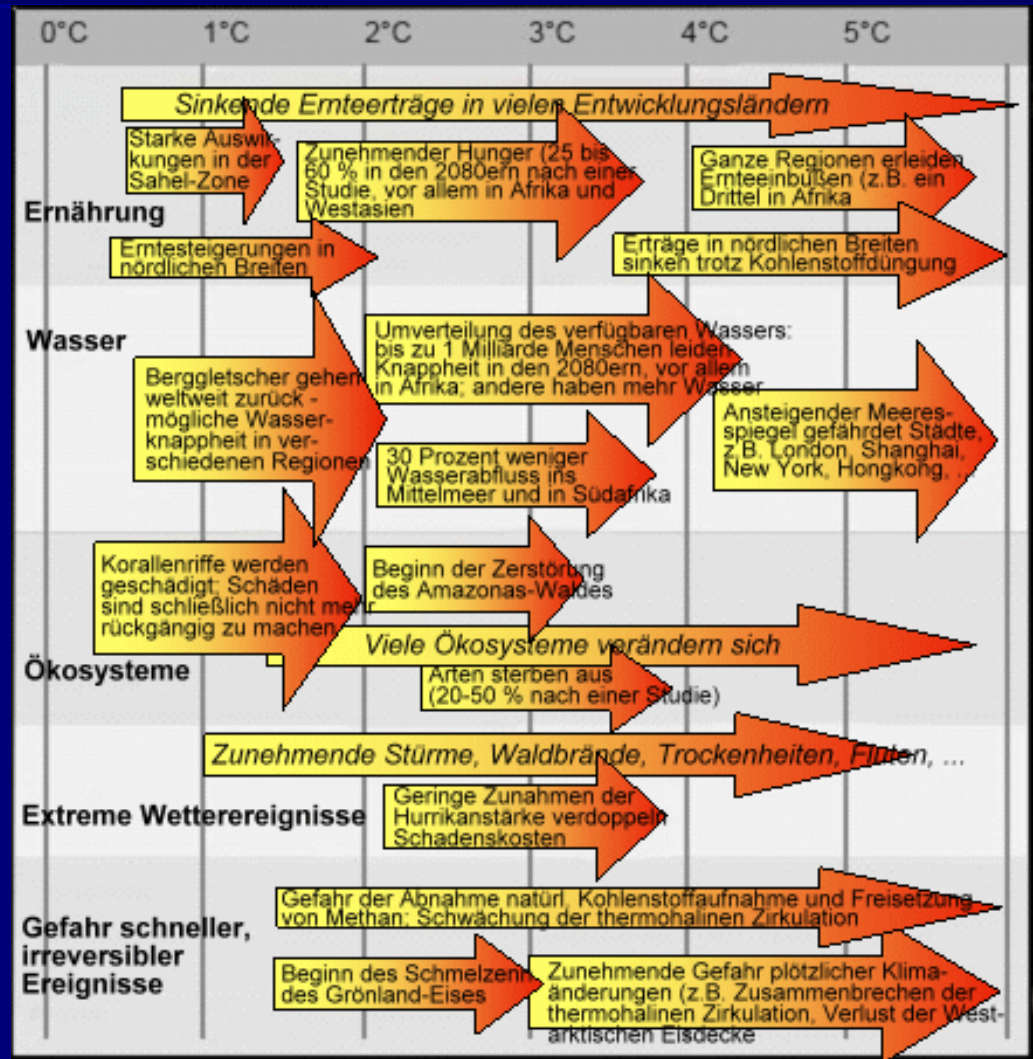 0°C 1°C 2°C 3°C 4°C 5°C
Sinkende Ernteerträge in vielen Entwicklungsländern
Starke Auswir-
kungen in der
Sahel-Zone
Zunehmender Hunger (25 bis
60 % in den 2080ern nach einer
Studie, vor allem in Afrika und
Westasien
Ganze Regionen erleiden
Ernteeinbußen (z.B. ein
Drittel in Afrika
Ernährung
Erntesteigerungen in
nördlichen Breiten
Erträge in nördlichen Breiten
sinken trotz Kohlenstoffdüngung
Wasser
Berggletscher gehen
weltweit zurück -
mögliche Wasser-
knappheit in ver-
schiedenen Regionen
Umverteilung des verfügbaren Wassers:
bis zu 1 Milliarde Menschen leiden
Knappheit in den 2080ern, vor allem
in Afrika; andere haben mehr Wasser
30 Prozent weniger
Wasserabfluss ins
Mittelmeer und in Südafrika
Ansteigender Meeres-
spiegel gefährdet Städte,
z.B. London, Shanghai,
New York, Hongkong, ...
Korallenriffe werden
geschädigt; Schäden
sind schließlich nicht mehr
rückgängig zu machen
Beginn der Zerstörung
des Amazonas-Waldes
Viele Ökosysteme verändern sich
Ökosysteme
Arten sterben aus
(20-50 % nach einer Studie)
Zunehmende Stürme, Waldbrände, Trockenheiten, Fluten, ...
Extreme Wetterereignisse
Geringe Zunahmen der
Hurrikanstärke verdoppeln
Schadenskosten
Gefahr schneller,
irreversibler
Ereignisse
Gefahr der Abnahme natürl. Kohlenstoffaufnahme und Freisetzung
von Methan; Schwächung der thermohalinen Zirkulation
Beginn des Schmelzens
des Grönland-Eises
Zunehmende Gefahr plötzlicher Klima-
änderungen (z.B. Zusammenbrechen der
thermohalinen Zirkulation, Verlust der West-
arktischen Eisdecke